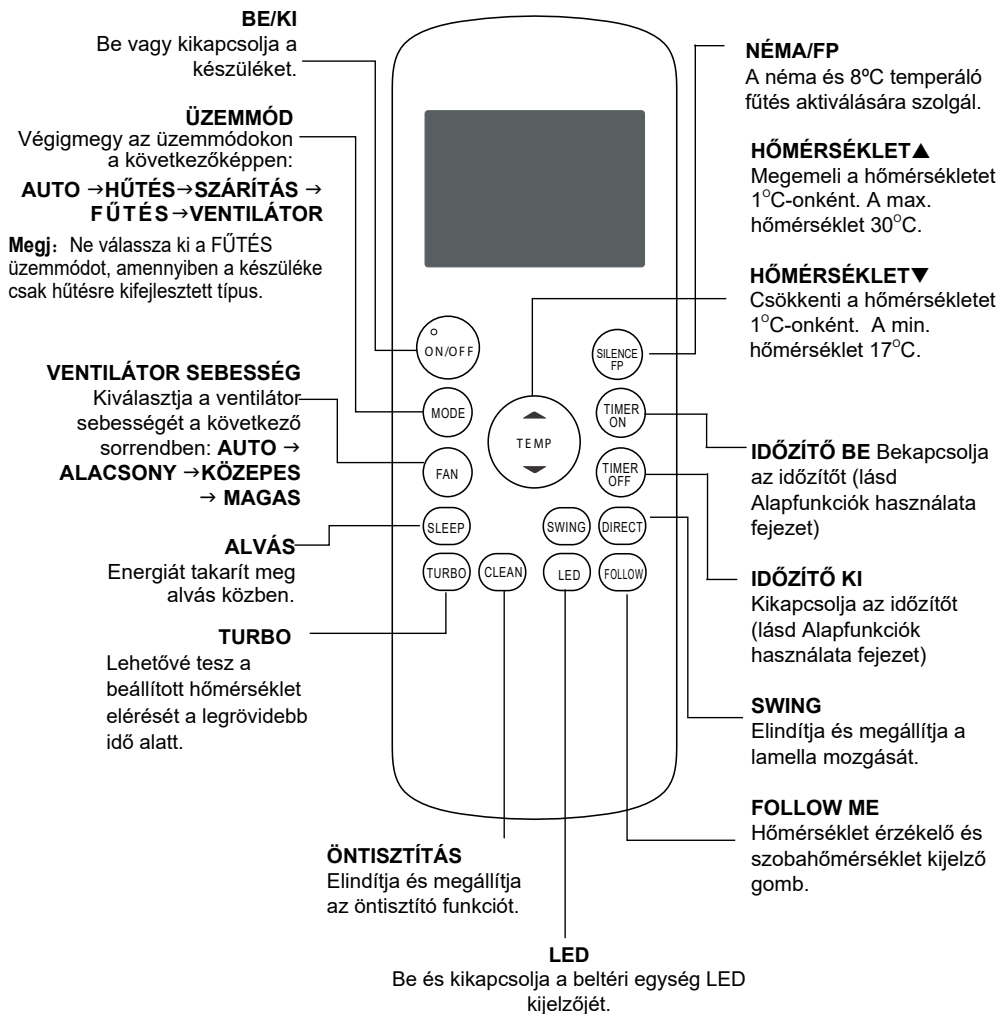 BE/KI
Be vagy kikapcsolja a
készüléket.
ÜZEMMÓD
Végigmegy az üzemmódokon
a következőképpen:
AUTO →HŰTÉS→SZÁRÍTÁS →
FŰTÉS→VENTILÁTOR
Megj: Ne válassza ki a FŰTÉS
üzemmódot, amennyiben a készüléke
csak hűtésre kifejlesztett típus.
VENTILÁTOR SEBESSÉG
Kiválasztja a ventilátor
sebességét a következő
sorrendben: AUTO →
ALACSONY →KÖZEPES
→ MAGAS
ALVÁS
Energiát takarít meg
alvás közben.
TURBO
Lehetővé tesz a
beállított hőmérséklet
elérését a legrövidebb
idő alatt.
ON/OFF
MODE
FAN
SLEEP
TURBO
CLEAN
TEMP
SWING
LED
SILENCE
FP
TIMER
ON
TIMER
OFF
DIRECT
FOLLOW
NÉMA/FP
A néma és 8ºC temperáló
fűtés aktiválására szolgál.
HŐMÉRSÉKLET▲
Megemeli a hőmérsékletet
1°C-onként. A max.
hőmérséklet 30°C.
HŐMÉRSÉKLET▼
Csökkenti a hőmérsékletet
1°C-onként. A min.
hőmérséklet 17°C.
IDŐZÍTŐ BE Bekapcsolja
az időzítőt (lásd
Alapfunkciók használata
fejezet)
IDŐZÍTŐ KI
Kikapcsolja az időzítőt
(lásd Alapfunkciók
használata fejezet)
SWING
Elindítja és megállítja a
lamella mozgását.
FOLLOW ME
Hőmérséklet érzékelő és
szobahőmérséklet kijelző
gomb.
ÖNTISZTÍTÁS
Elindítja és megállítja
az öntisztító funkciót.
LED
Be és kikapcsolja a beltéri egység LED
kijelzőjét.